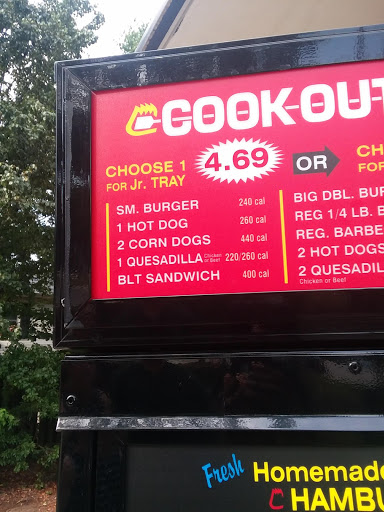 COOK-OUT
CHOOSE 1
FOR Jr. TRAY
4.69
OR
SM. BURGER 240 cal
1 HOT DOG 260 cal
2 CORN DOGS 440 cal
1 QUESADILLA Chicken or Beef 220/260 cal
BLT SANDWICH 400 cal
CH
FO
BIG DBL. BUR
REG 1/4 LB. B
REG. BARBE
2 HOT DOGS
2 QUESADIL
Chicken or Beef
Fresh Homemade
HAMBU